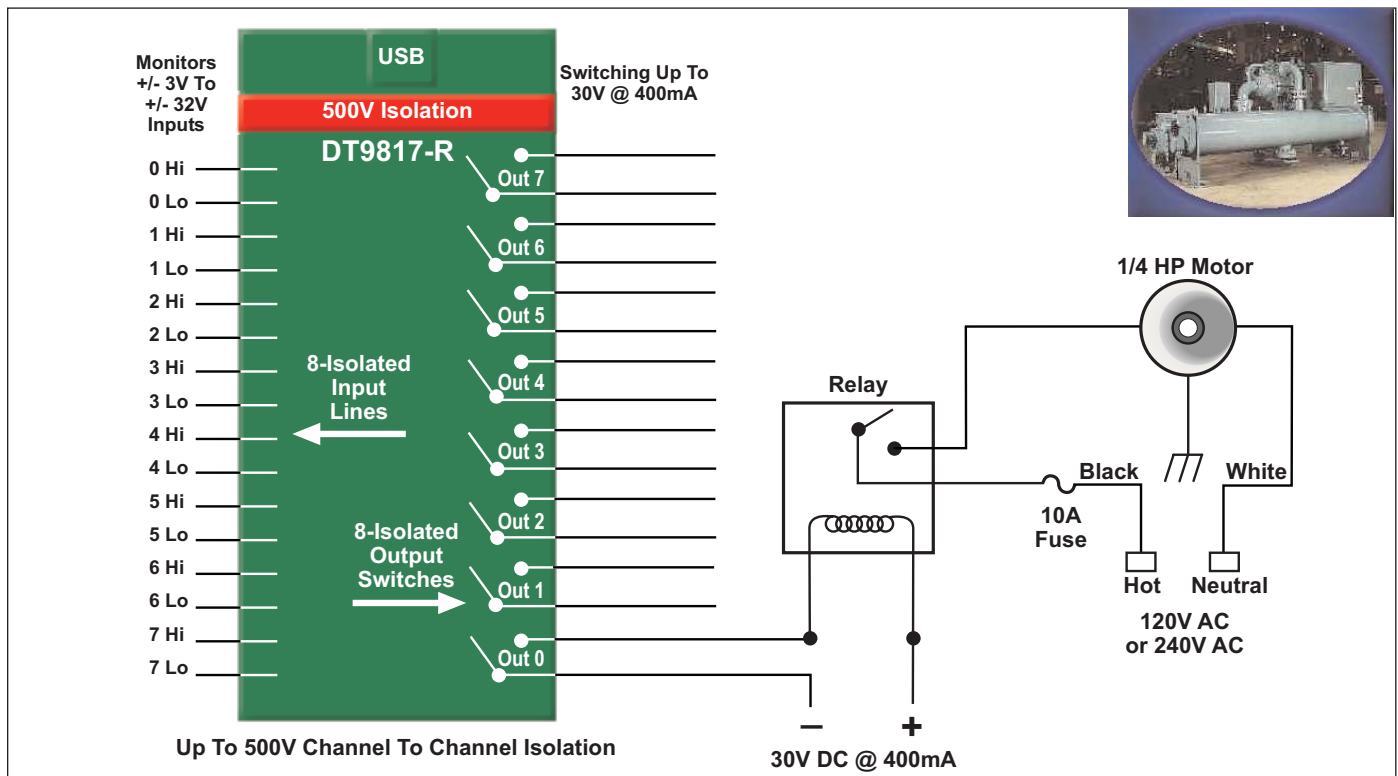 Monitors
+/- 3V To
+/- 32V
Inputs
USB
Switching Up To
30V @ 400mA
500V Isolation
DT9817-R
0 Hi
0 Lo
1 Hi
1 Lo
2 Hi
2 Lo
3 Hi
3 Lo
4 Hi
4 Lo
5 Hi
5 Lo
6 Hi
6 Lo
7 Hi
7 Lo
8-Isolated
Input
Lines
8-Isolated
Output
Switches
Out 7
Out 6
Out 5
Out 4
Out 3
Out 2
Out 1
Out 0
Up To 500V Channel To Channel Isolation
Relay
1/4 HP Motor
Black
White
10A
Fuse
Hot
Neutral
120V AC
or 240V AC
– +
30V DC @ 400mA